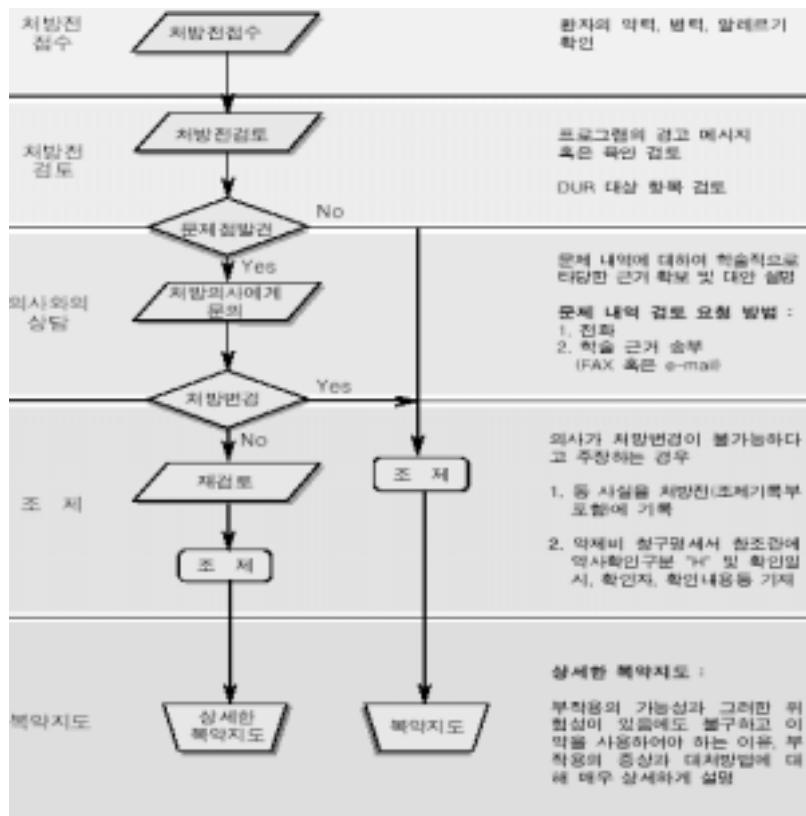 처방전
접수
처방전접수
환자의 약력, 병력, 알레르기
확인
처방전
검토
처방전검토
프로그램의 경고 메시지
혹은 육안 검토
DUR 대상 항목 검토
문제점발견
No
Yes
의사와의
상담
처방의사에게
문의
문제 내역에 대하여 학술적으로
타당한 근거 확보 및 대안 설명
문제 내역 검토 요청 방법 :
1. 전화
2. 학술 근거 송부
(FAX 혹은 e-mail)
처방변경
Yes
No
조 제
재검토
조 제
조 제
의사가 처방변경이 불가능하다
고 주장하는 경우
1. 동 사실을 처방전(조제기록부
포함)에 기록
2. 약제비 청구명세서 참조란에
약사확인구분 "H" 및 확인일
시, 확인자, 확인내용등 기재
복약지도
상세한
복약지도
복약지도
상세한 복약지도 :
부작용의 가능성과 그러한 위
험성이 있음에도 불구하고 이
약을 사용하여야 하는 이유, 부
작용의 증상과 대처방법에 대
해 매우 상세하게 설명